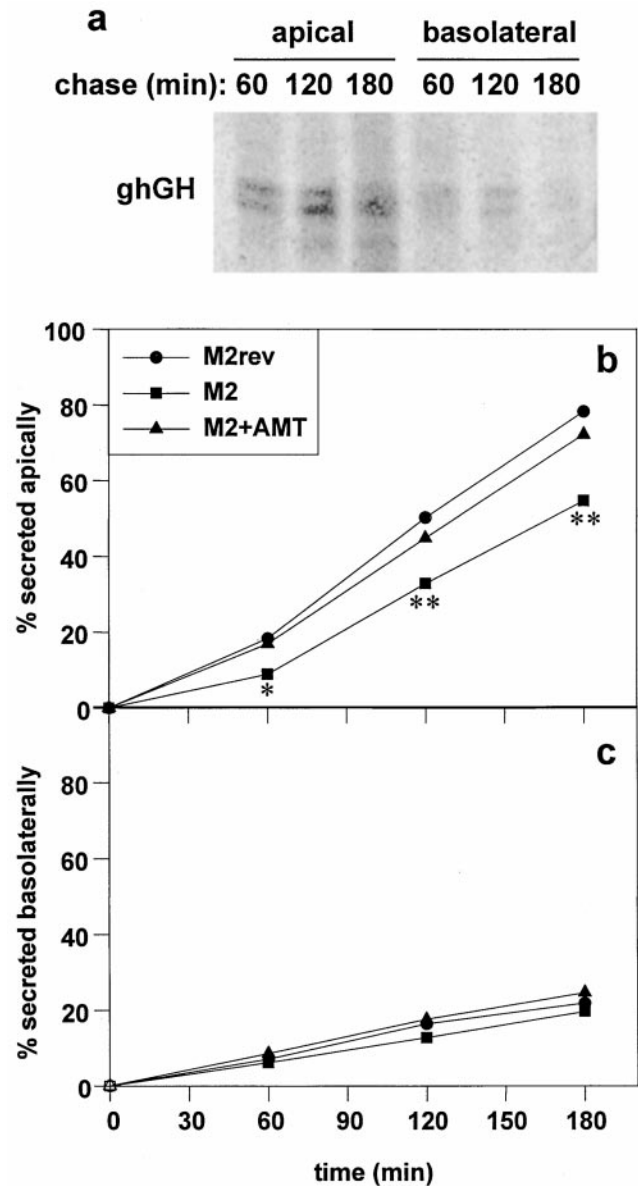 a
apical basolateral
chase (min): 60 120 180 60 120 180
ghGH
b
M2rev
M2
M2+AMT
% secreted apically
100
80
60
40
20
0
*
**
**
c
% secreted basolaterally
80
60
40
20
0
0 30 60 90 120 150 180
time (min)